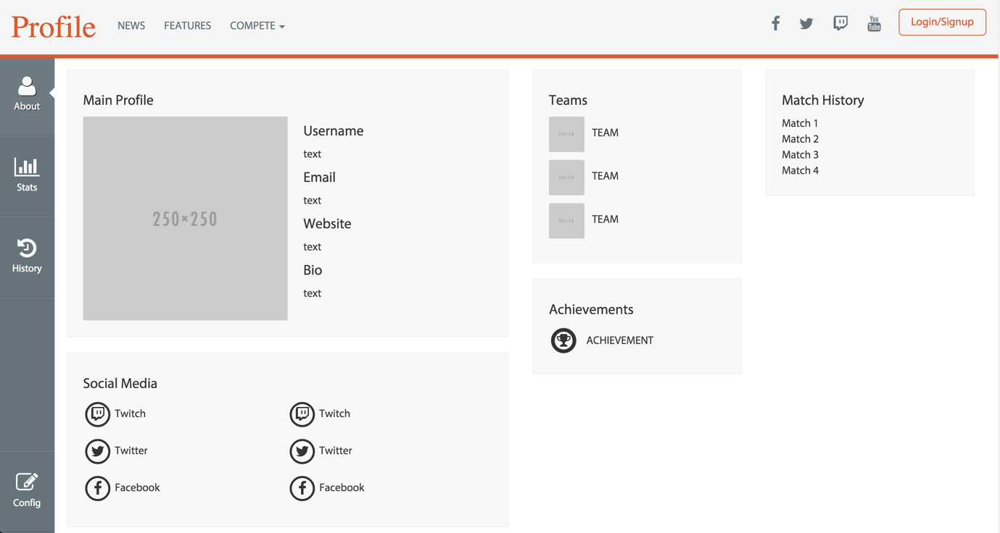 Profile
NEWS FEATURES COMPETE
You
Tube
Login/Signup
About
Stats
History
Config
Main Profile
250×250
Username
text
Email
text
Website
text
Bio
text
Social Media
Twitch Twitch
Twitter Twitter
Facebook Facebook
Teams
TEAM
TEAM
TEAM
Achievements
ACHIEVEMENT
Match History
Match 1
Match 2
Match 3
Match 4